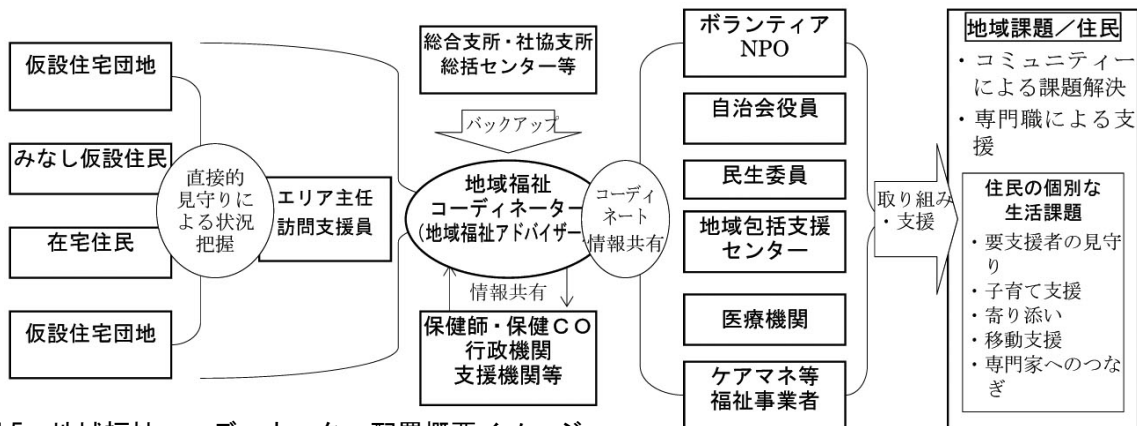 仮設住宅団地
みなし仮設住民
在宅住民
仮設住宅団地
直接的
見守りに
よる状況
把握
エリア主任
訪問支援員
総合支所・社協支所
総括センター等
バックアップ
地域福祉
コーディネーター
(地域福祉アドバイザー
情報共有
保健師・保健CO
行政機関
支援機関等
コーディ
ネート
情報共有
ボランティア
NPO
自治会役員
民生委員
地域包括支援
センター
医療機関
ケアマネ等
福祉事業者
取り組み
・支援
地域課題／住民
・コミュニティー
による課題解決
・専門職による支
援
住民の個別な
生活課題
・要支援者の見守
り
・子育て支援
・寄り添い
・移動支援
・専門家へのつな
ぎ